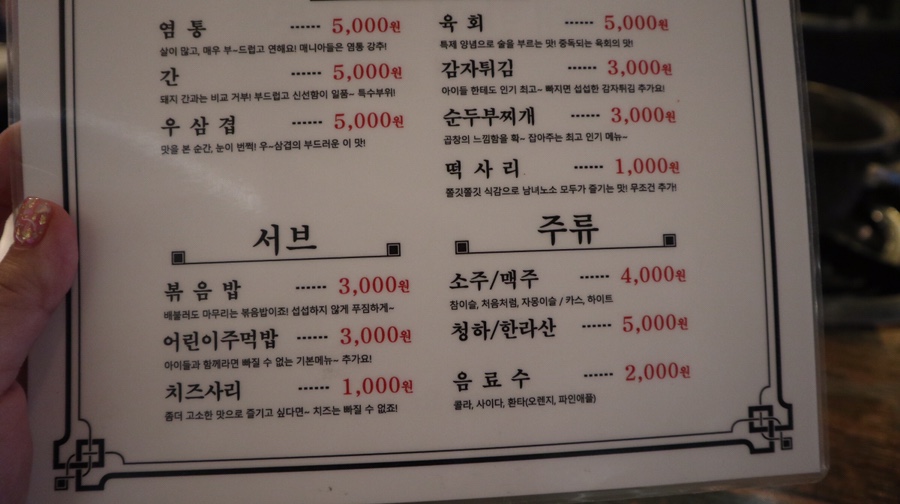 염통 ...... 5,000원
살이 많고, 매우 부~드럽고 연해요! 매니아들은 염통 강추!
간 ...... 5,000원
돼지 간과는 비교 거부! 부드럽고 신선함이 일품~ 특수부위!
우삼겹 ...... 5,000원
맛을 본 순간, 눈이 번쩍! 우~삼겹의 부드러운 이 맛!
육회 ...... 5,000원
특제 양념으로 술을 부르는 맛! 중독되는 육회의 맛!
감자튀김 ...... 3,000원
아이들 한테도 인기 최고~ 빠지면 섭섭한 감자튀김 추가요!
순두부찌개 ...... 3,000원
곱창의 느낌함을 확~ 잡아주는 최고 인기 메뉴~
떡사리 ...... 1,000원
쫄깃쫄깃 식감으로 남녀노소 모두가 즐기는 맛! 무조건 추가!
서브
볶음밥 ...... 3,000원
배불러도 마무리는 볶음밥이죠! 섭섭하지 않게 푸짐하게~
어린이주먹밥 ...... 3,000원
아이들과 함께라면 빠질 수 없는 기본메뉴~ 추가요!
치즈사리 ...... 1,000원
좀더 고소한 맛으로 즐기고 싶다면~ 치즈는 빠질 수 없죠!
주류
소주/맥주 ...... 4,000원
참이슬, 처음처럼, 자몽이슬 / 카스, 하이트
청하/한라산 ...... 5,000원
음료수 ...... 2,000원
콜라, 사이다, 환타(오렌지, 파인애플)